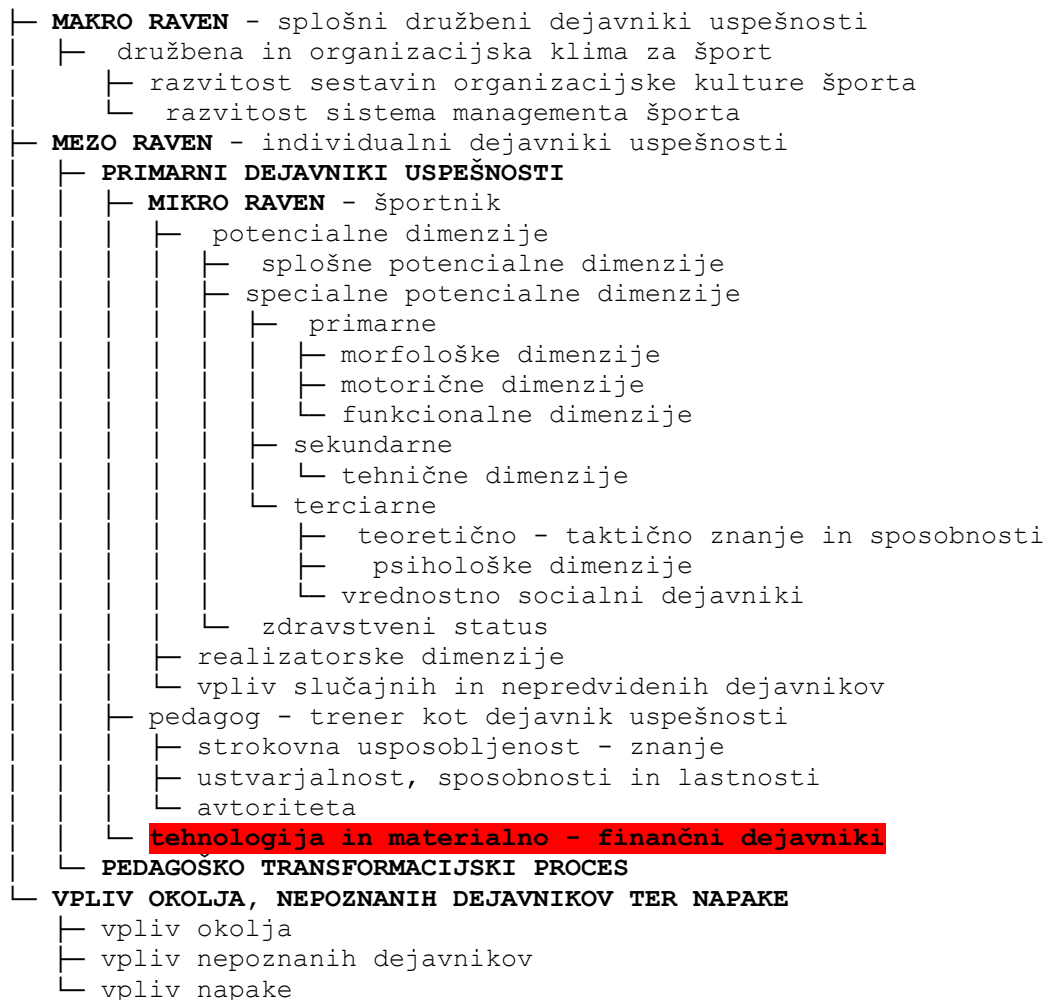 MAKRO RAVEN - splošni družbeni dejavniki uspešnosti
družbena in organizacijska klima za šport
razvitost sestavin organizacijske kulture športa
razvitost sistema managementa športa
MEZO RAVEN - individualni dejavniki uspešnosti
PRIMARNI DEJAVNIKI USPEŠNOSTI
MIKRO RAVEN - športnik
potencialne dimenzije
splošne potencialne dimenzije
specialne potencialne dimenzije
primarne
morfološke dimenzije
motorične dimenzije
funkcionalne dimenzije
sekundarne
tehnične dimenzije
terciarne
teoretično - taktično znanje in sposobnosti
psihološke dimenzije
vrednostno socialni dejavniki
zdravstveni status
realizatorske dimenzije
vpliv slučajnih in nepredvidenih dejavnikov
pedagog - trener kot dejavnik uspešnosti
strokovna usposobljenost - znanje
ustvarjalnost, sposobnosti in lastnosti
avtoriteta
tehnologija in materialno - finančni dejavniki
PEDAGOŠKO TRANSFORMACIJSKI PROCES
VPLIV OKOLJA, NEPOZNANIH DEJAVNIKOV TER NAPAKE
vpliv okolja
vpliv nepoznanih dejavnikov
vpliv napake